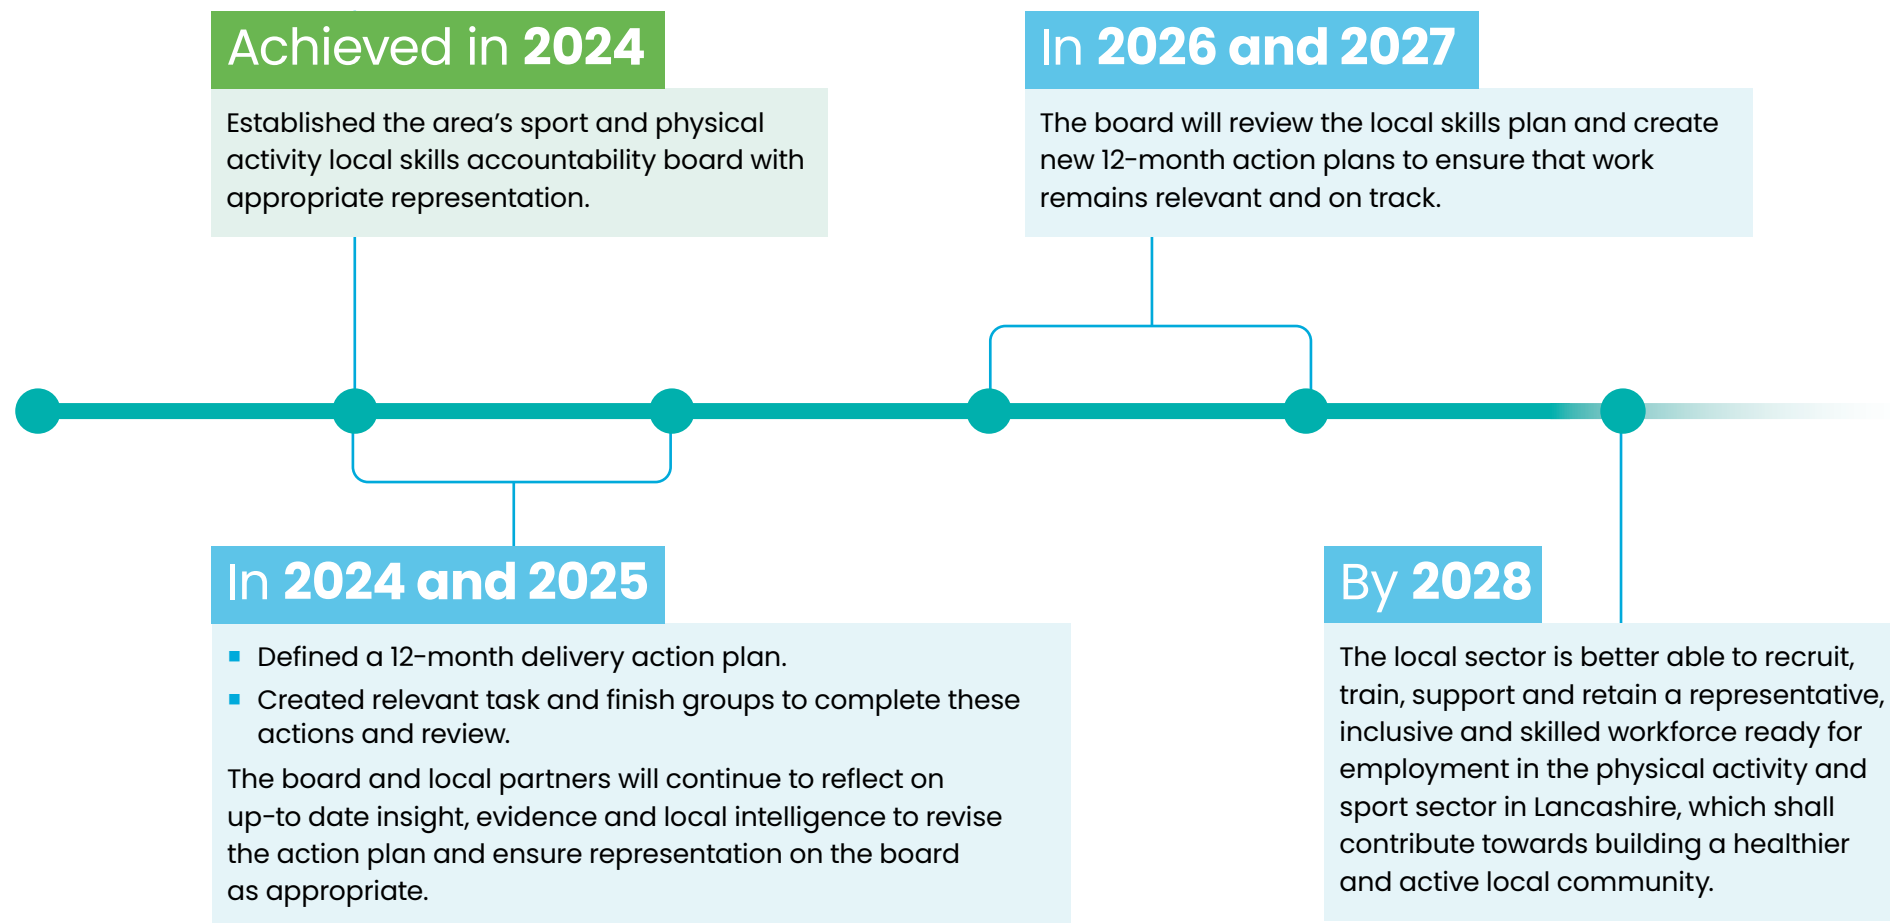 Achieved in 2024
Established the area’s sport and physical
activity local skills accountability board with
appropriate representation.
In 2026 and 2027
The board will review the local skills plan and create
new 12-month action plans to ensure that work
remains relevant and on track.
In 2024 and 2025
▪ Defined a 12-month delivery action plan.
▪ Created relevant task and finish groups to complete these
actions and review.
The board and local partners will continue to reflect on
up-to date insight, evidence and local intelligence to revise
the action plan and ensure representation on the board
as appropriate.
By 2028
The local sector is better able to recruit,
train, support and retain a representative,
inclusive and skilled workforce ready for
employment in the physical activity and
sport sector in Lancashire, which shall
contribute towards building a healthier
and active local community.